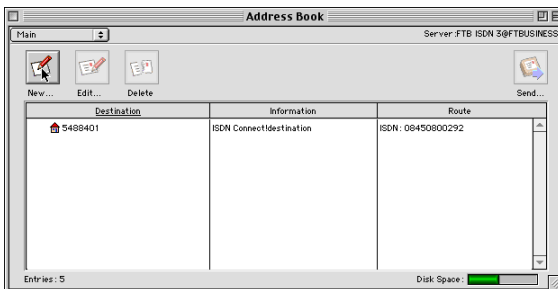 Address Book
Main
Server :FTB ISDN 3@FTBUSINESS
New... Edit... Delete Send...
Destination Information Route
5488401 ISDN Connect!destination ISDN: 08450800292
Entries: 5 Disk Space: